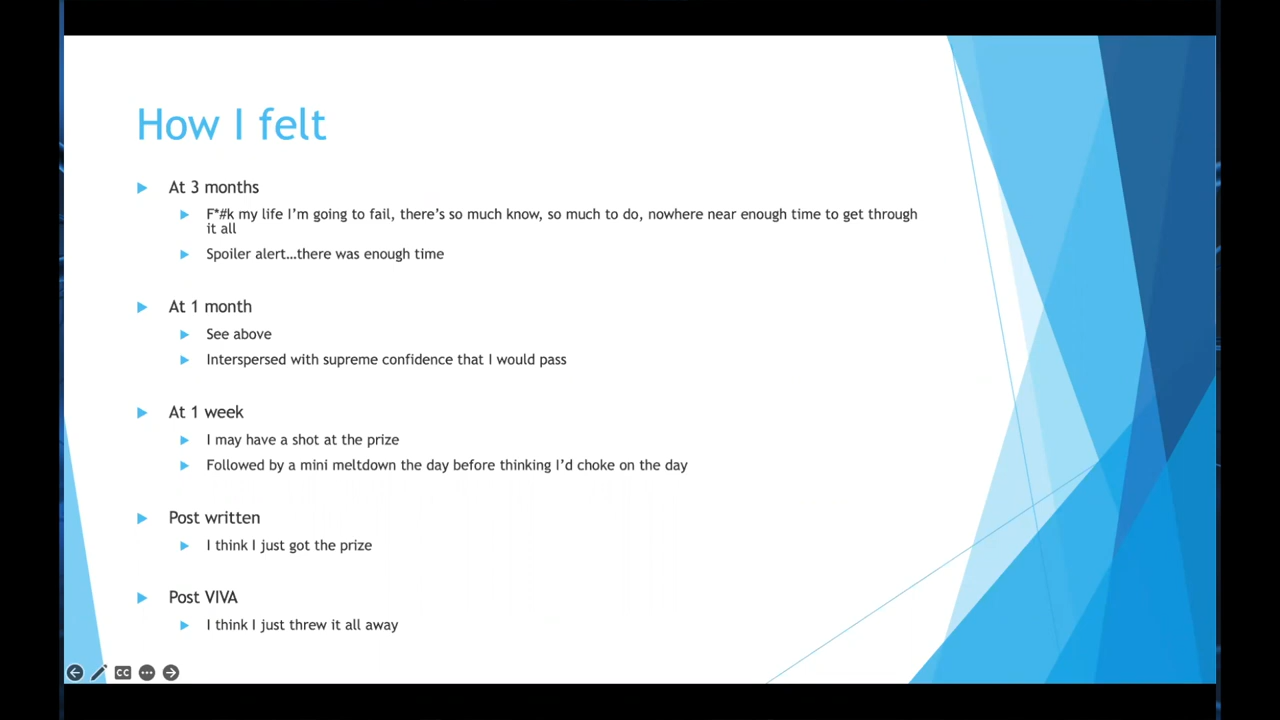 How I felt
At 3 months
F*#k my life I'm going to fail, there's so much know, so much to do, nowhere near enough time to get through
it all
Spoiler alert…there was enough time
At 1 month
See above
Interspersed with supreme confidence that I would pass
At 1 week
I may have a shot at the prize
Followed by a mini meltdown the day before thinking I'd choke on the day
Post written
I think I just got the prize
Post VIVA
I think I just threw it all away
CC